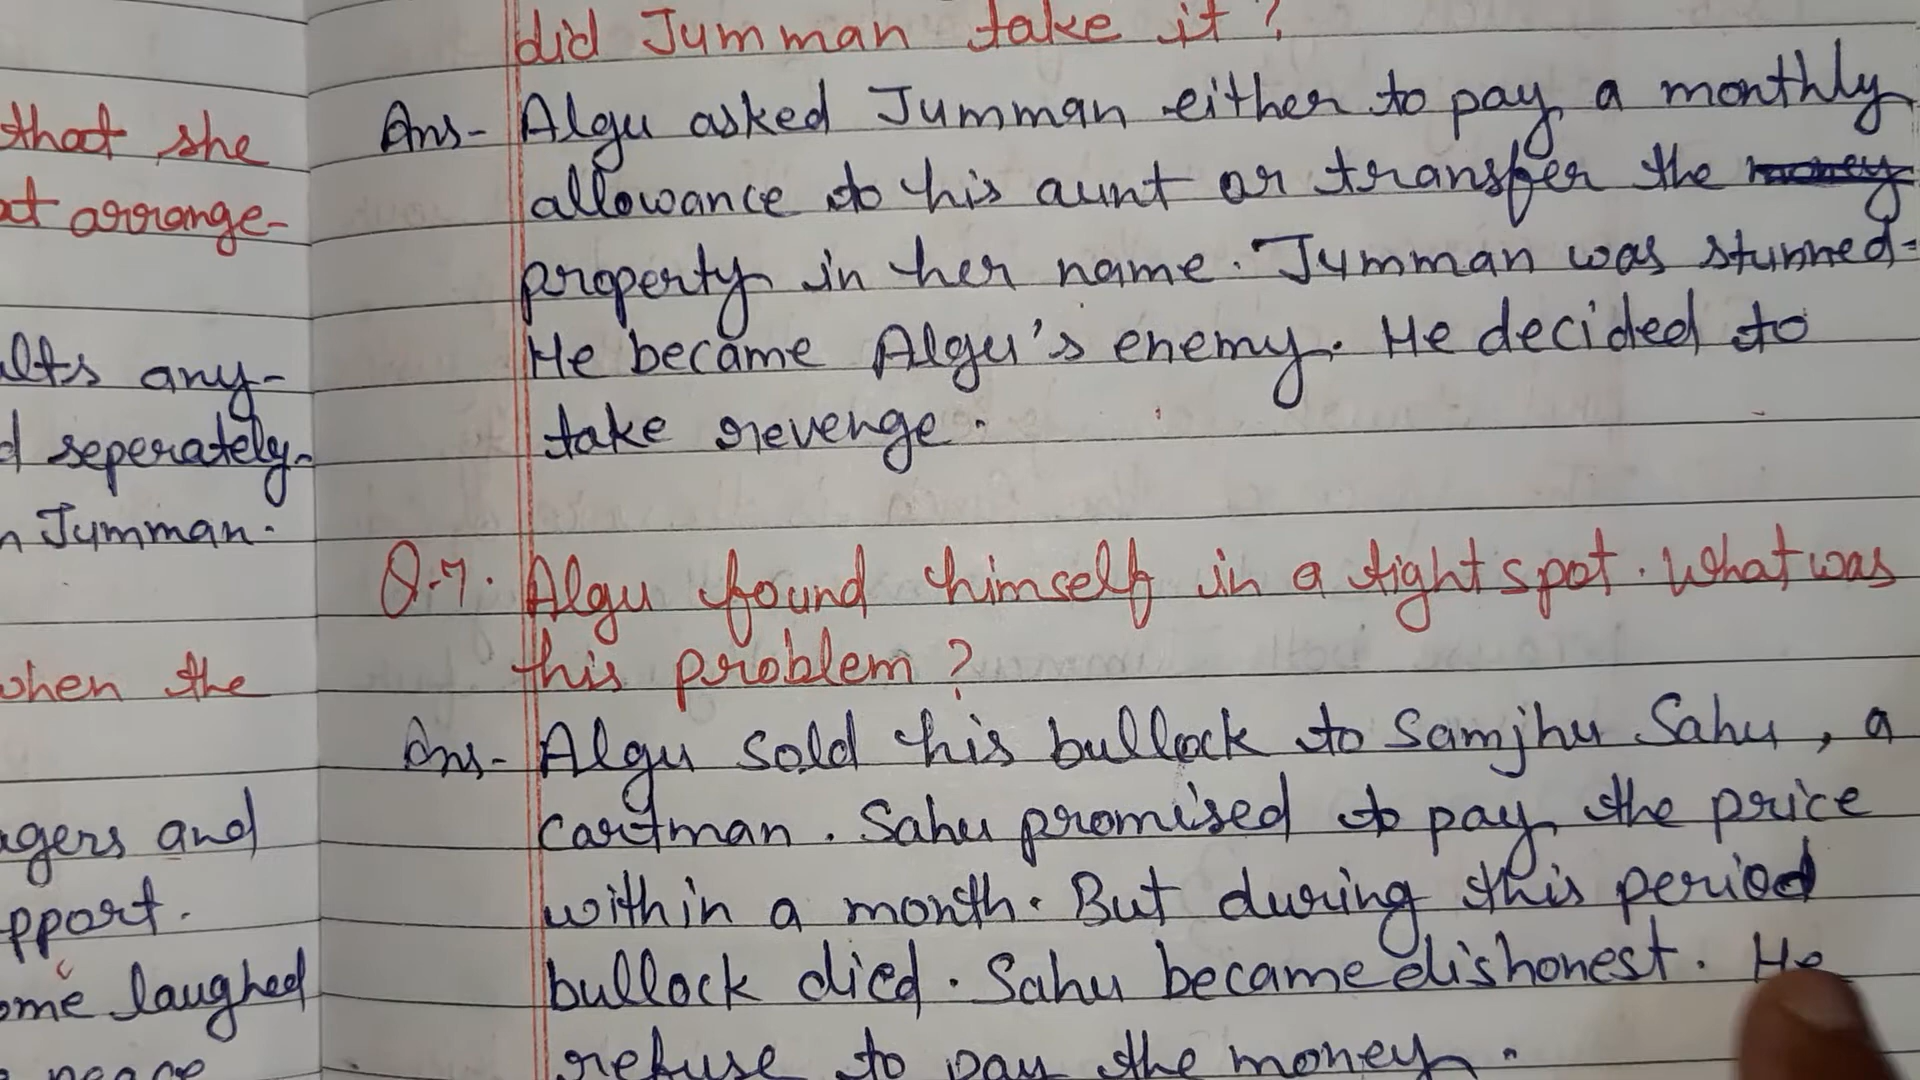 that she
at arrange-
any-
seperately.
Jumman.
when the
and
laughed
did Jumman take it?
Ans- Algu asked Jumman either to pay a monthly
allowance to his aunt or transfer the money
property in her name. Jumman was stunned.
He became Algu's enemy. He decided to
take revenge.
Q.7. Algu found himself in a tight spot. What was
this problem?
Ans- Algu sold his bullock to Samjhu Sahu, a
cartman. Sahu promised to pay the price
within a month. But during this period
bullock died. Sahu became dishonest. He
refuse to pay the money.